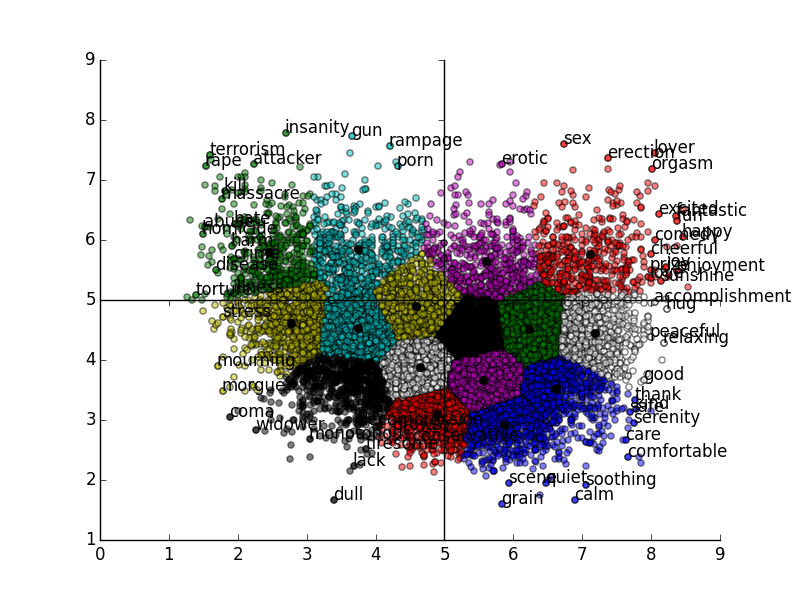 9
8
7
6
5
4
3
2
1
0
1
2
3
4
5
6
7
8
9
insanity
gun
rampage
porn
terrorism
rape
attacker
kill
massacre
hate
homicide
harm
disease
torture
stress
mourning
morgue
coma
widower
tiresome
lack
dull
erotic
sex
lover
erection
orgasm
excited
fantastic
fun
happy
comedy
cheerful
joy
enjoyment
sunshine
accomplishment
hug
peaceful
relaxing
good
thank
serenity
care
comfortable
scene
quiet
soothing
grain
calm